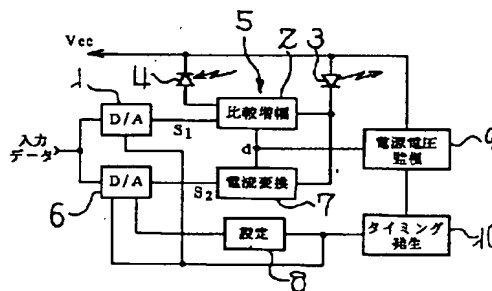 5
Vcc
1
4
2
3
D/A
比較増幅
入力
データ
S1
d
電源電圧
監視
9
D/A
S2
電流変換
6
7
設定
タイミング
発生
10
8